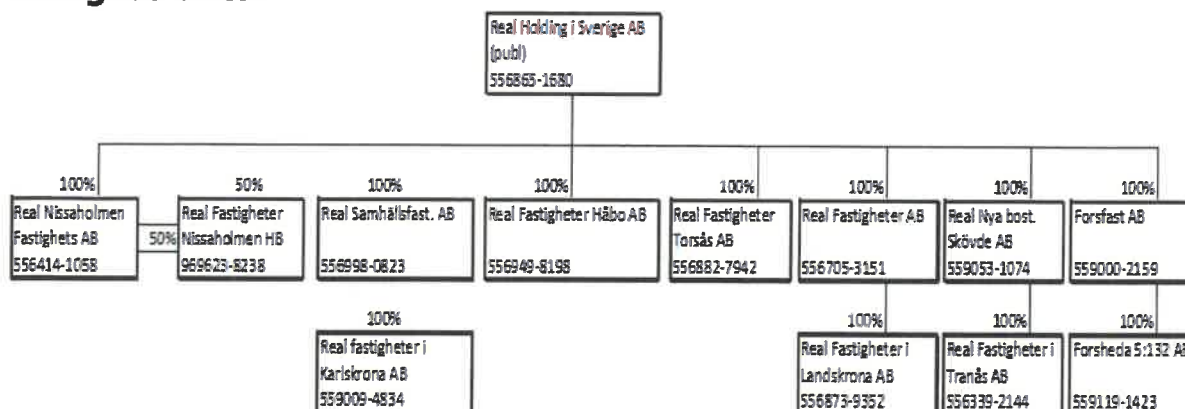 Real Holding i Sverige AB
(publ)
556865-1680
100%
50%
100%
100%
100%
100%
100%
100%
Real Nissaholmen
Fastighets AB
556414-1068
50%
Real Fastigheter
Nissaholmen HB
969623-8238
Real Samhällsfast. AB
556998-0823
Real Fastigheter Håbo AB
556949-8198
Real Fastigheter
Torsås AB
556882-7942
Real Fastigheter AB
556705-3151
Real Nya bost.
Skövde AB
559053-1074
Forsfast AB
559000-2159
100%
100%
100%
100%
Real fastigheter i
Karlskrona AB
559009-4834
Real Fastigheter i
Landskrona AB
556873-9352
Real Fastigheter i
Tranås AB
556339-2144
Forsheda 5:132 AB
559119-1423